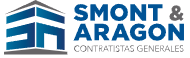 SMONT &
ARAGON
CONTRATISTAS GENERALES